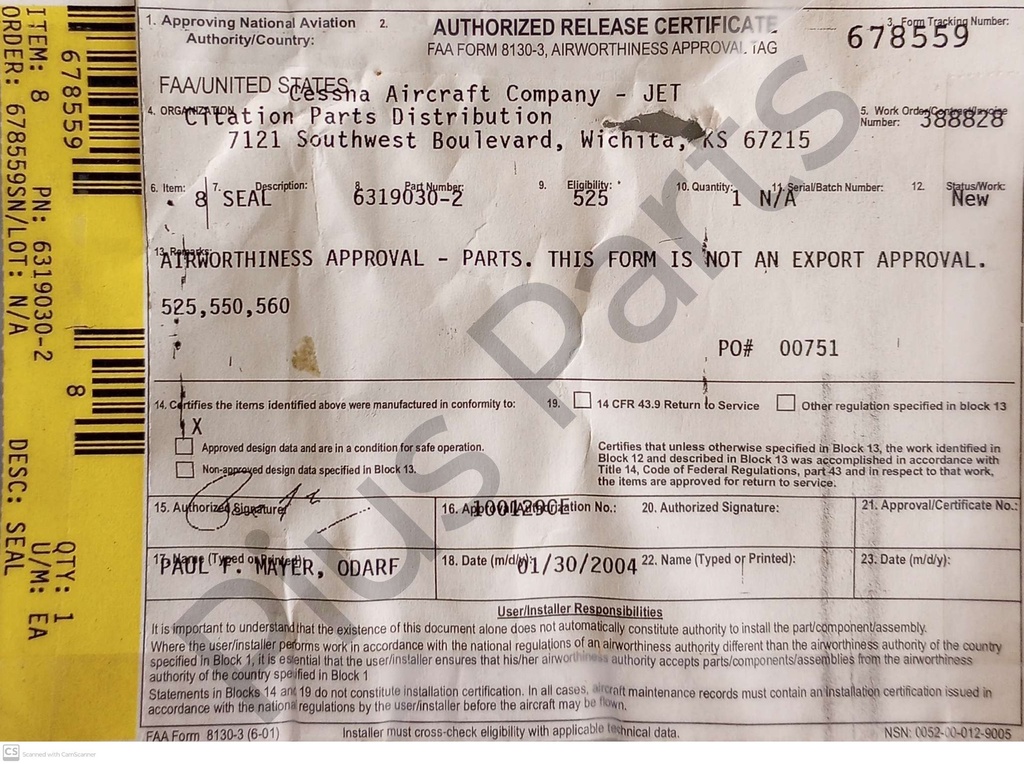 1. Approving National Aviation Authority/Country:
FAA/UNITED STATES
2. AUTHORIZED RELEASE CERTIFICATE
FAA FORM 8130-3, AIRWORTHINESS APPROVAL TAG
3. Form Tracking Number:
678559
4. ORGANIZATION
Cessna Aircraft Company - JET
Citation Parts Distribution
7121 Southwest Boulevard, Wichita, KS 67215
5. Work Order/Contract/Invoice Number:
388828
6. Item: 7. Description: 8. Part Number: 9. Eligibility: * 10. Quantity: 11. Serial/Batch Number: 12. Status/Work:
8 SEAL 6319030-2 525 1 N/A New
13. Remarks:
AIRWORTHINESS APPROVAL - PARTS. THIS FORM IS NOT AN EXPORT APPROVAL.
525,550,560
PO# 00751
14. Certifies the items identified above were manufactured in conformity to:
X
Approved design data and are in a condition for safe operation.
Non-approved design data specified in Block 13.
19. 14 CFR 43.9 Return to Service Other regulation specified in block 13
Certifies that unless otherwise specified in Block 13, the work identified in
Block 12 and described in Block 13 was accomplished in accordance with
Title 14, Code of Federal Regulations, part 43 and in respect to that work,
the items are approved for return to service.
15. Authorized Signature:
16. Approval/Authorization No.:
100129CE
20. Authorized Signature:
21. Approval/Certificate No.:
17. Name (Typed or Printed):
PAUL F. MAYER, ODARF
18. Date (m/d/y):
01/30/2004
22. Name (Typed or Printed):
23. Date (m/d/y):
User/Installer Responsibilities
It is important to understand that the existence of this document alone does not automatically constitute authority to install the part/component/assembly.
Where the user/installer performs work in accordance with the national regulations of an airworthiness authority different than the airworthiness authority of the country
specified in Block 1, it is essential that the user/installer ensures that his/her airworthiness authority accepts parts/components/assemblies from the airworthiness
authority of the country specified in Block 1
Statements in Blocks 14 and 19 do not constitute installation certification. In all cases, aircraft maintenance records must contain an installation certification issued in
accordance with the national regulations by the user/installer before the aircraft may be flown.
FAA Form 8130-3 (6-01) Installer must cross-check eligibility with applicable technical data. NSN: 0052-00-012-9005
678559 8
ITEM: 8 PN: 6319030-2 QTY: 1
U/M: EA
ORDER: 678559SN/LOT: N/A DESC: SEAL
Pius Parts
CS Scanned with CamScanner